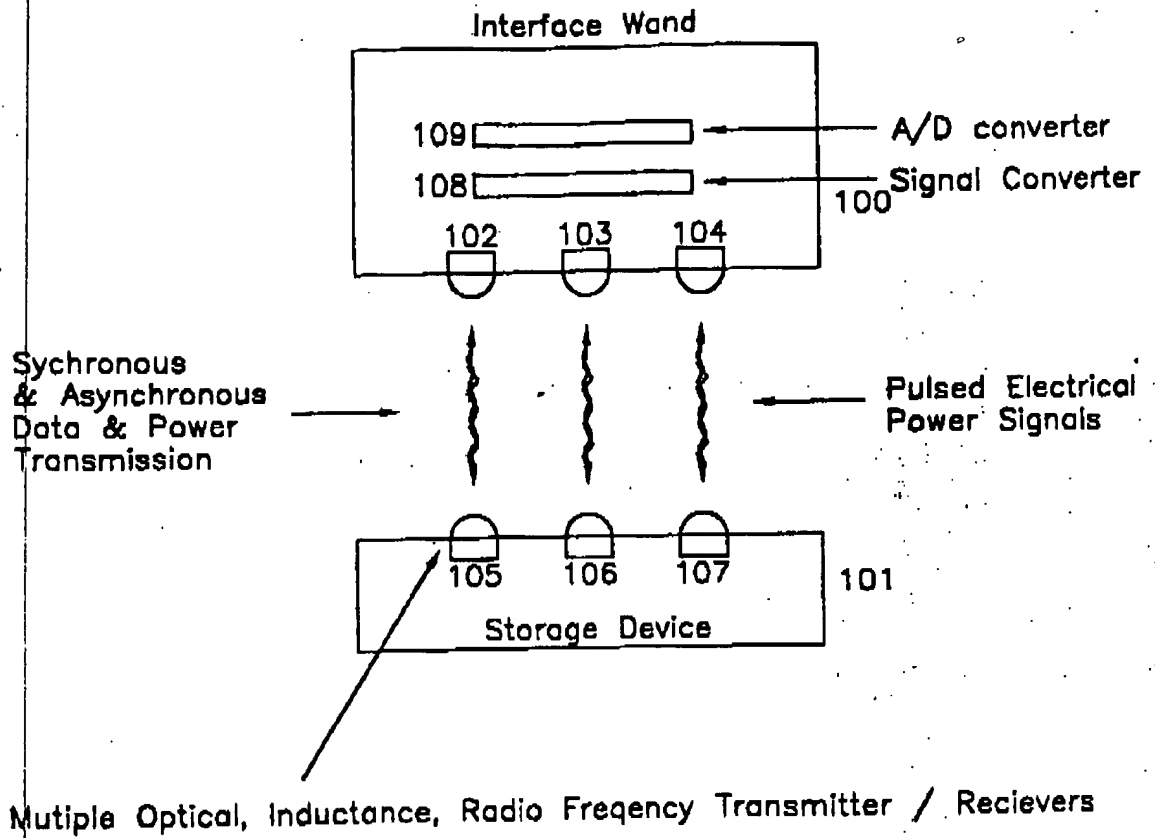 Interface Wand
109
A/D converter
108
Signal Converter
100
102 103 104
Sychronous
& Asynchronous
Data & Power
Transmission
Pulsed Electrical
Power Signals
105 106 107
101
Storage Device
Mutiple Optical, Inductance, Radio Freqency Transmitter / Recievers